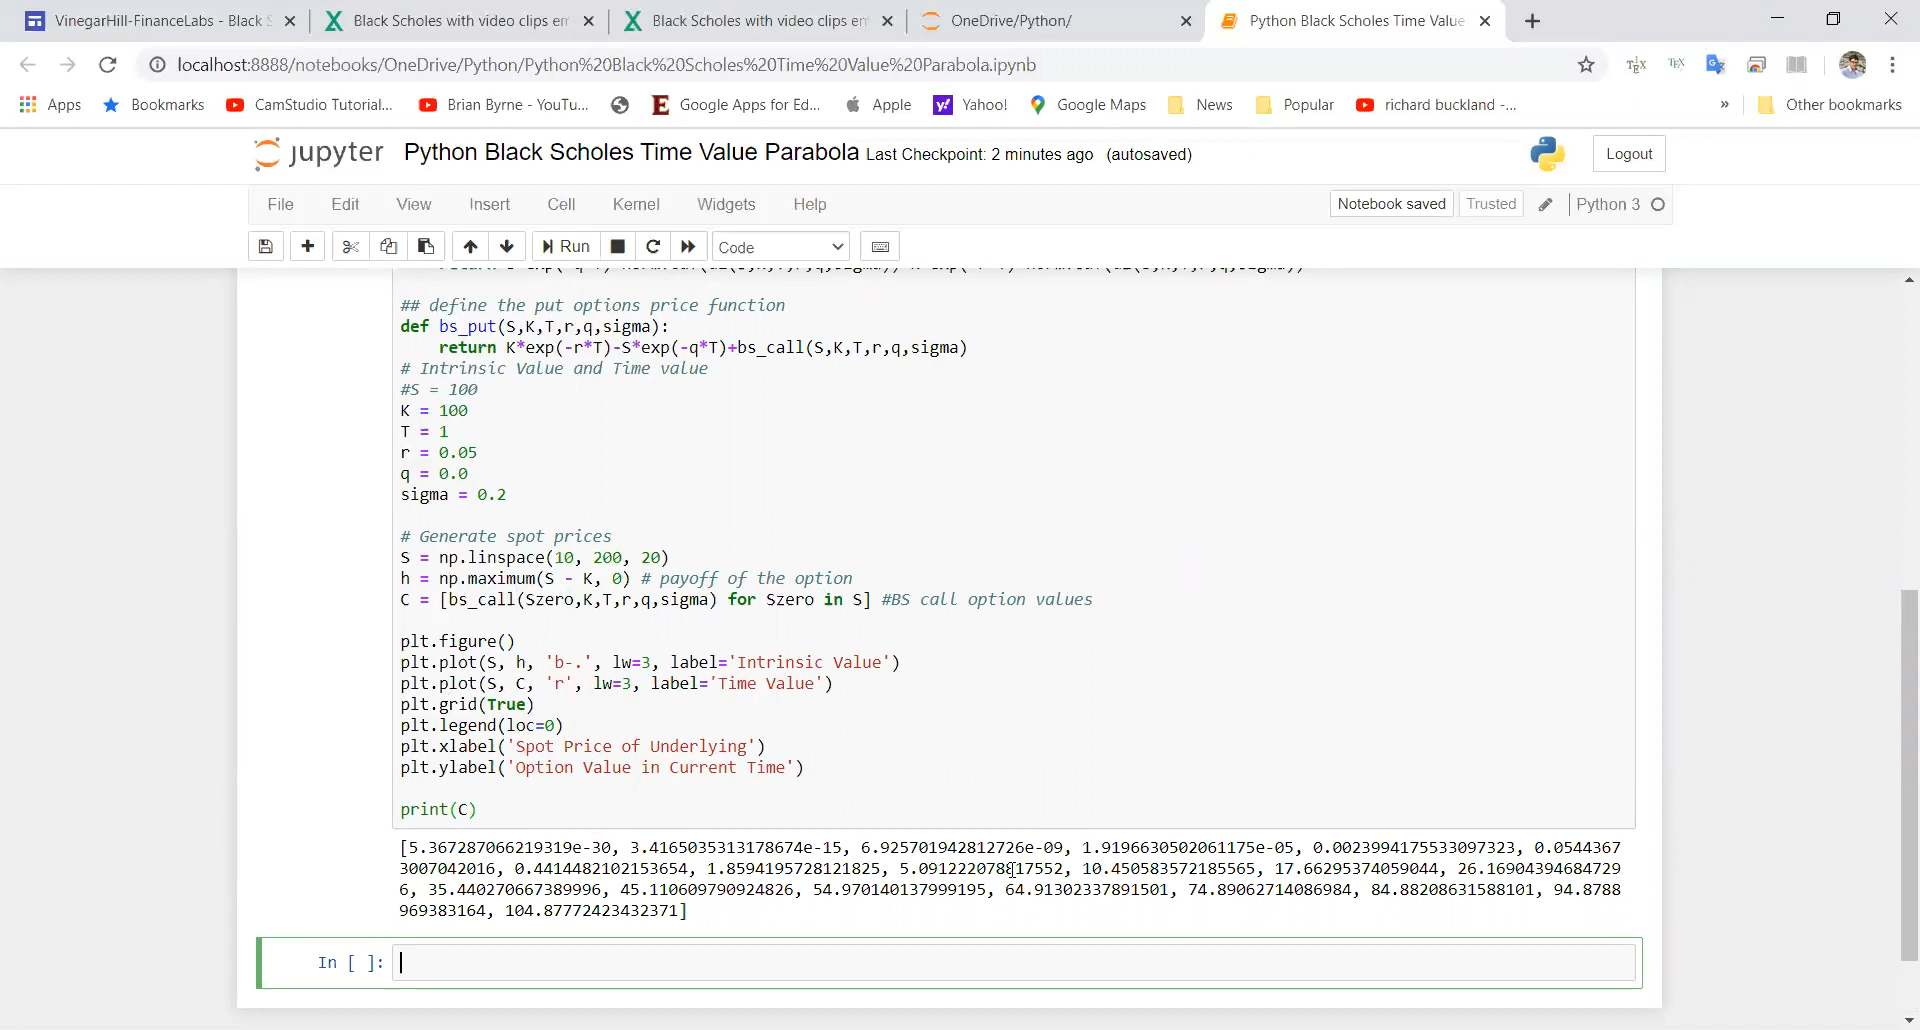 VinegarHill-FinanceLabs - Black S
Black Scholes with video clips em
Black Scholes with video clips em
OneDrive/Python/
Python Black Scholes Time Value
localhost:8888/notebooks/OneDrive/Python/Python%20Black%20Scholes%20Time%20Value%20Parabola.ipynb
Apps
Bookmarks
CamStudio Tutorial...
Brian Byrne - YouTu...
Google Apps for Ed...
Apple
Yahoo!
Google Maps
News
Popular
richard buckland -...
»
Other bookmarks
jupyter Python Black Scholes Time Value Parabola Last Checkpoint: 2 minutes ago (autosaved)
Logout
File Edit View Insert Cell Kernel Widgets Help
Notebook saved Trusted Python 3
Run Code
## define the put options price function
def bs_put(S,K,T,r,q,sigma):
    return K*exp(-r*T)-S*exp(-q*T)+bs_call(S,K,T,r,q,sigma)
# Intrinsic Value and Time value
#S = 100
K = 100
T = 1
r = 0.05
q = 0.0
sigma = 0.2
# Generate spot prices
S = np.linspace(10, 200, 20)
h = np.maximum(S - K, 0) # payoff of the option
C = [bs_call(Szero,K,T,r,q,sigma) for Szero in S] #BS call option values
plt.figure()
plt.plot(S, h, 'b-.', lw=3, label='Intrinsic Value')
plt.plot(S, C, 'r', lw=3, label='Time Value')
plt.grid(True)
plt.legend(loc=0)
plt.xlabel('Spot Price of Underlying')
plt.ylabel('Option Value in Current Time')
print(C)
[5.367287066219319e-30, 3.4165035313178674e-15, 6.925701942812726e-09, 1.9196630502061175e-05, 0.0023994175533097323, 0.0544367
3007042016, 0.4414482102153654, 1.8594195728121825, 5.091222078817552, 10.450583572185565, 17.66295374059044, 26.16904394684729
6, 35.440270667389996, 45.110609790924826, 54.970140137999195, 64.91302337891501, 74.89062714086984, 84.88208631588101, 94.8788
969383164, 104.87772423432371]
In [ ]: